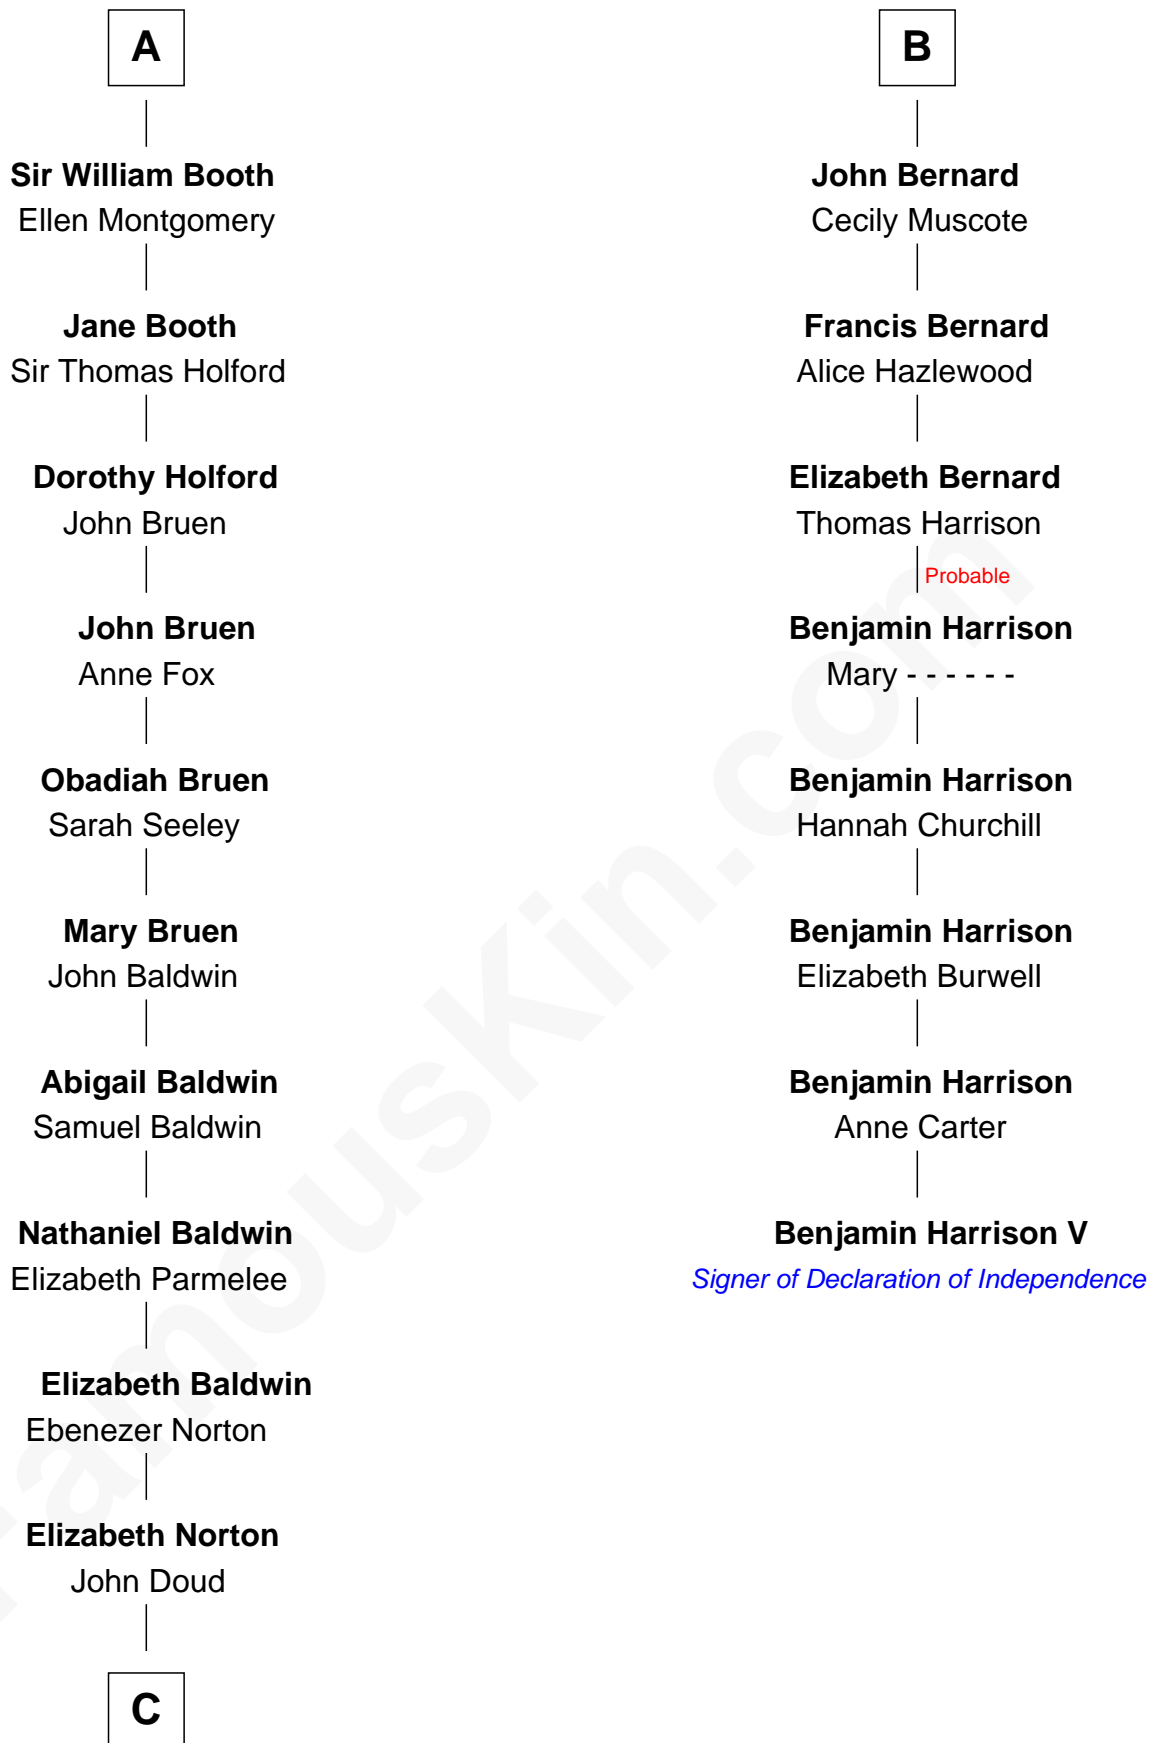 A
Sir William Booth
Ellen Montgomery
Jane Booth
Sir Thomas Holford
Dorothy Holford
John Bruen
John Bruen
Anne Fox
Obadiah Bruen
Sarah Seeley
Mary Bruen
John Baldwin
Abigail Baldwin
Samuel Baldwin
Nathaniel Baldwin
Elizabeth Parmelee
Elizabeth Baldwin
Ebenezer Norton
Elizabeth Norton
John Doud
C
B
John Bernard
Cecily Muscote
Francis Bernard
Alice Hazlewood
Elizabeth Bernard
Thomas Harrison
Probable
Benjamin Harrison
Mary - - - - - -
Benjamin Harrison
Hannah Churchill
Benjamin Harrison
Elizabeth Burwell
Benjamin Harrison
Anne Carter
Benjamin Harrison V
Signer of Declaration of Independence
FamousKin.com